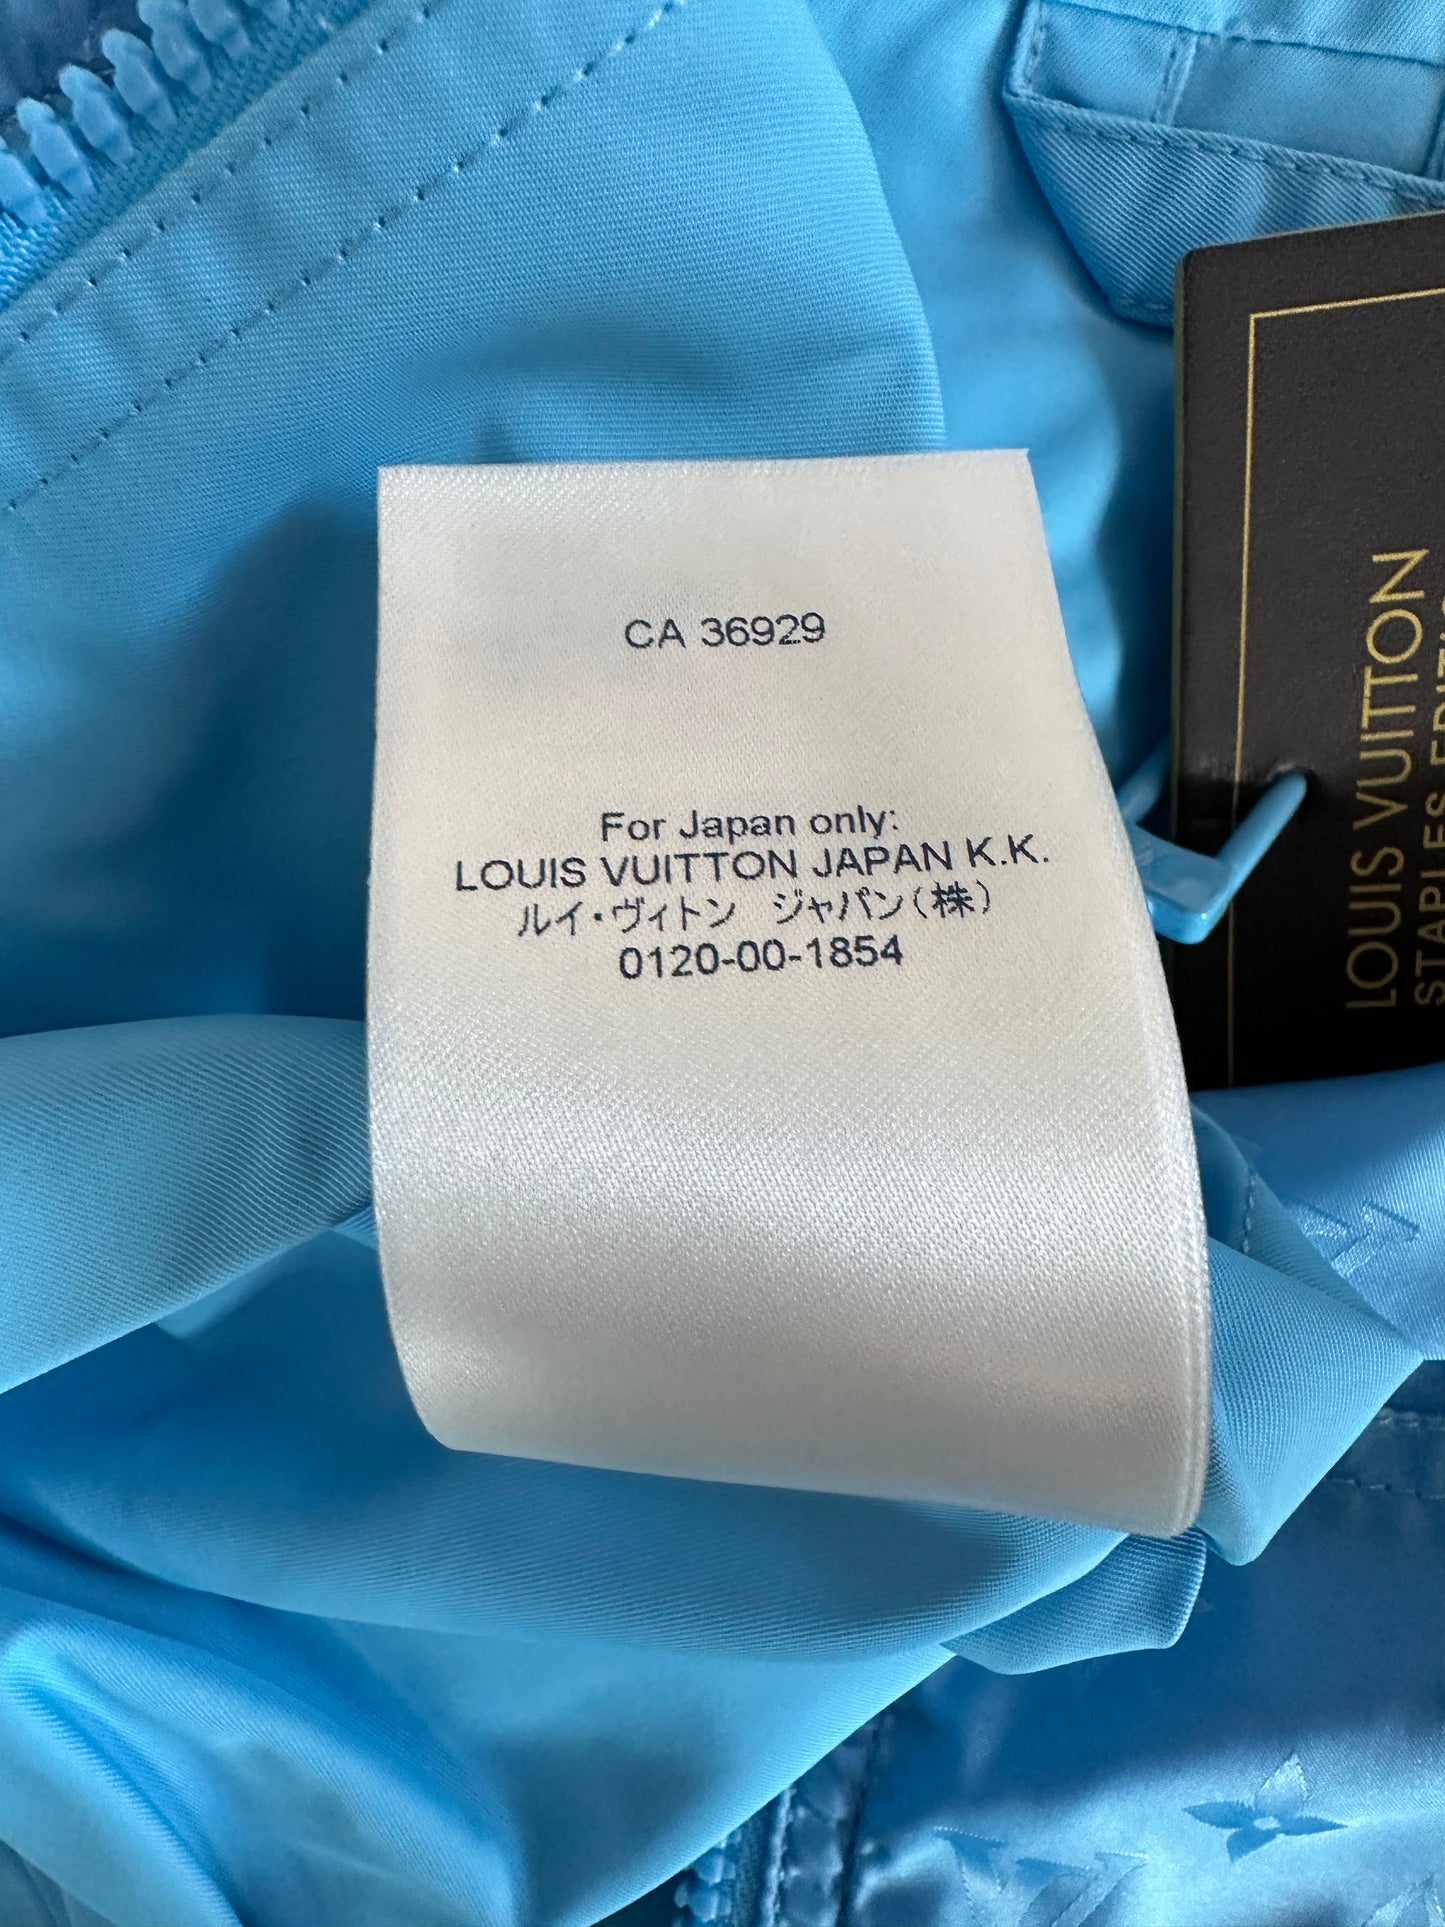 CA 36929
For Japan only:
LOUIS VUITTON JAPAN K.K.
ルイ・ヴィトン ジャパン(株)
0120-00-1854
LOUIS VUITTON
STAPLES